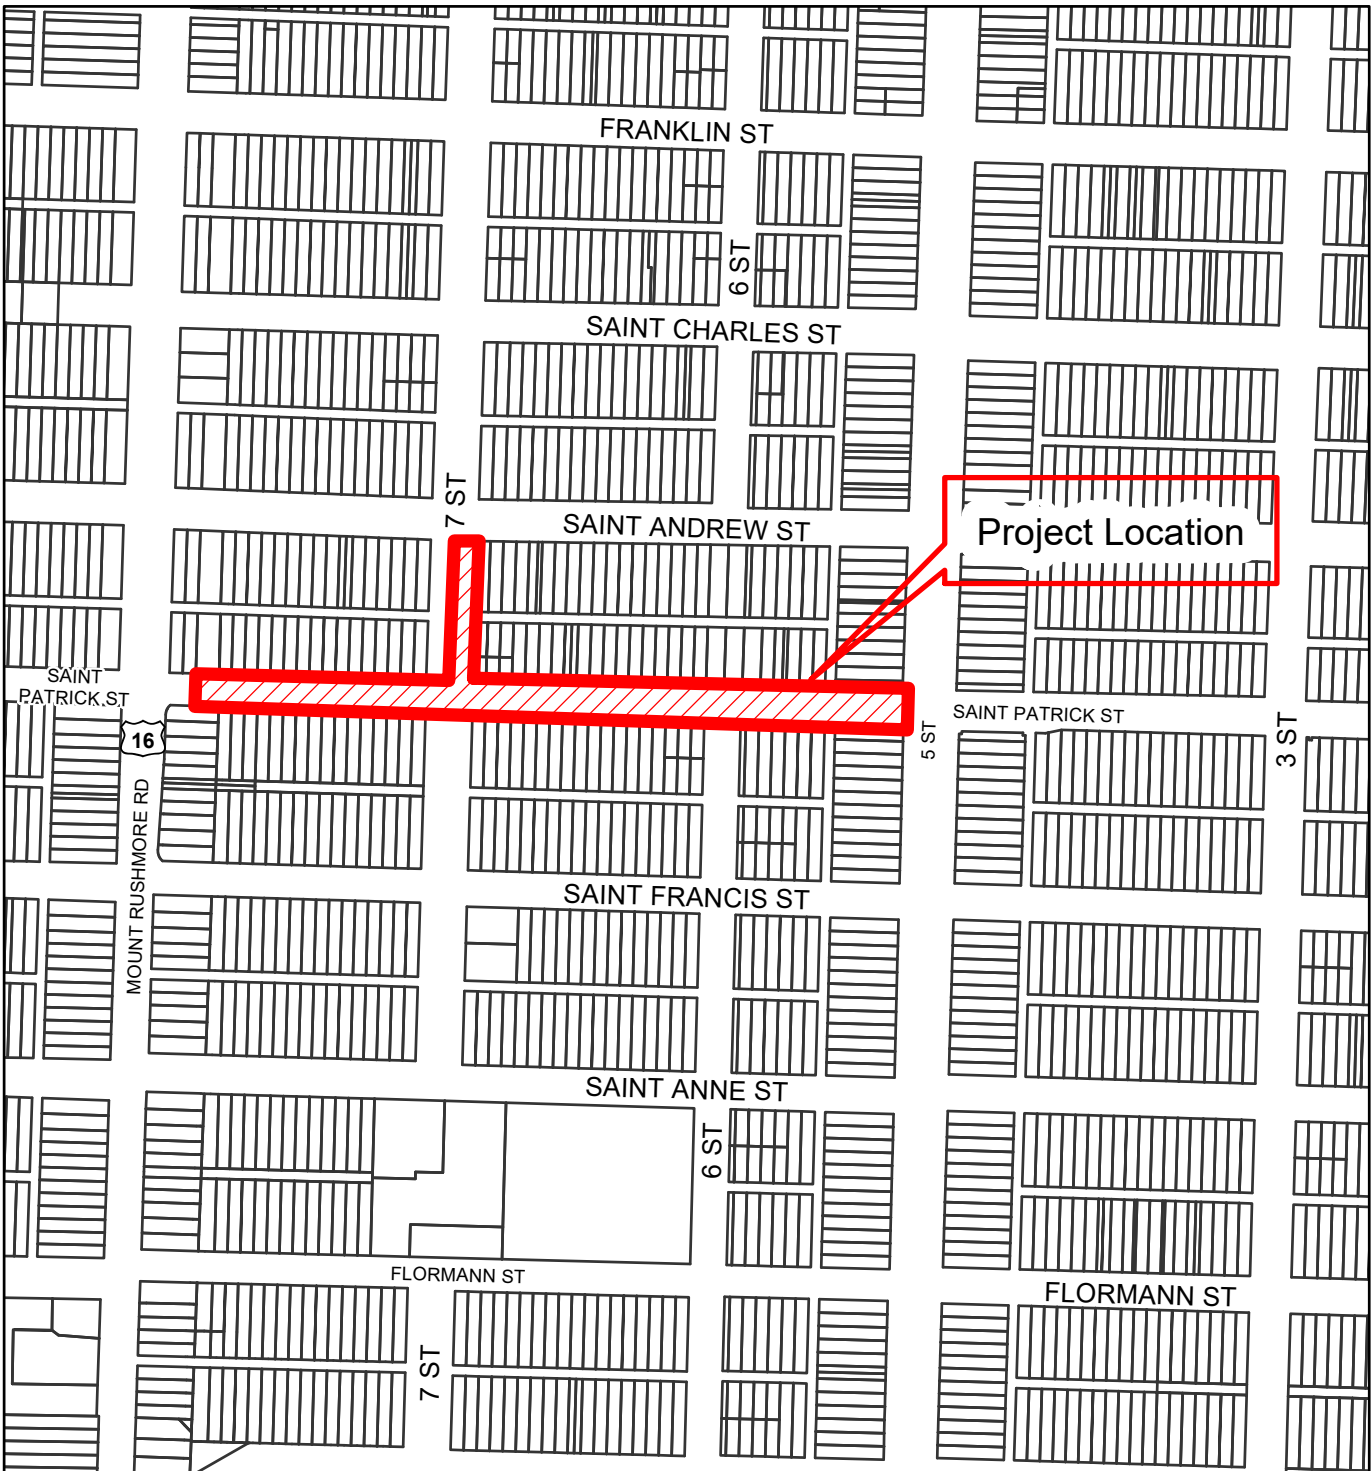 FRANKLIN ST
6 ST
SAINT CHARLES ST
7 ST
SAINT ANDREW ST
Project Location
SAINT
PATRICK ST
16
SAINT PATRICK ST
5 ST
3 ST
MOUNT RUSHMORE RD
SAINT FRANCIS ST
SAINT ANNE ST
6 ST
FLORMANN ST
FLORMANN ST
7 ST